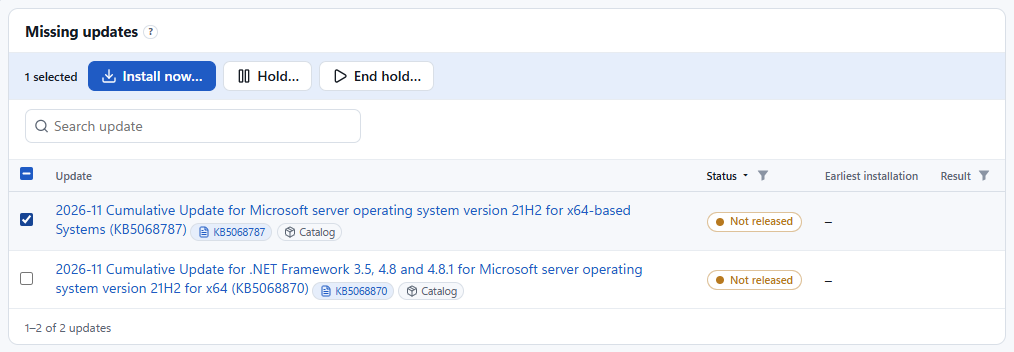 Missing updates ?
1 selected Install now... Hold... End hold...
Search update
Update Status Earliest installation Result
2026-11 Cumulative Update for Microsoft server operating system version 21H2 for x64-based
Systems (KB5068787) KB5068787 Catalog
Not released –
2026-11 Cumulative Update for .NET Framework 3.5, 4.8 and 4.8.1 for Microsoft server operating
system version 21H2 for x64 (KB5068870) KB5068870 Catalog
Not released –
1–2 of 2 updates